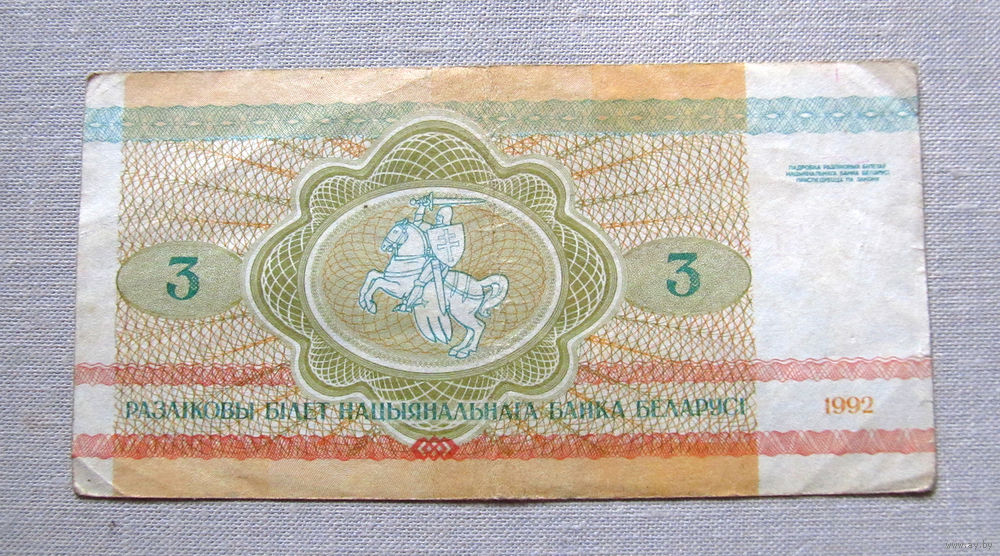 ПАДРОБКА РАЗЛІКОВЫХ БІЛЕТАЎ
НАЦЫЯНАЛЬНАГА БАНКА БЕЛАРУСІ
ПРАСЛЕДУЕЦЦА ПА ЗАКОНУ
3
3
РАЗЛІКОВЫ БІЛЕТ НАЦЫЯНАЛЬНАГА БАНКА БЕЛАРУСІ
1992
www.ay.by